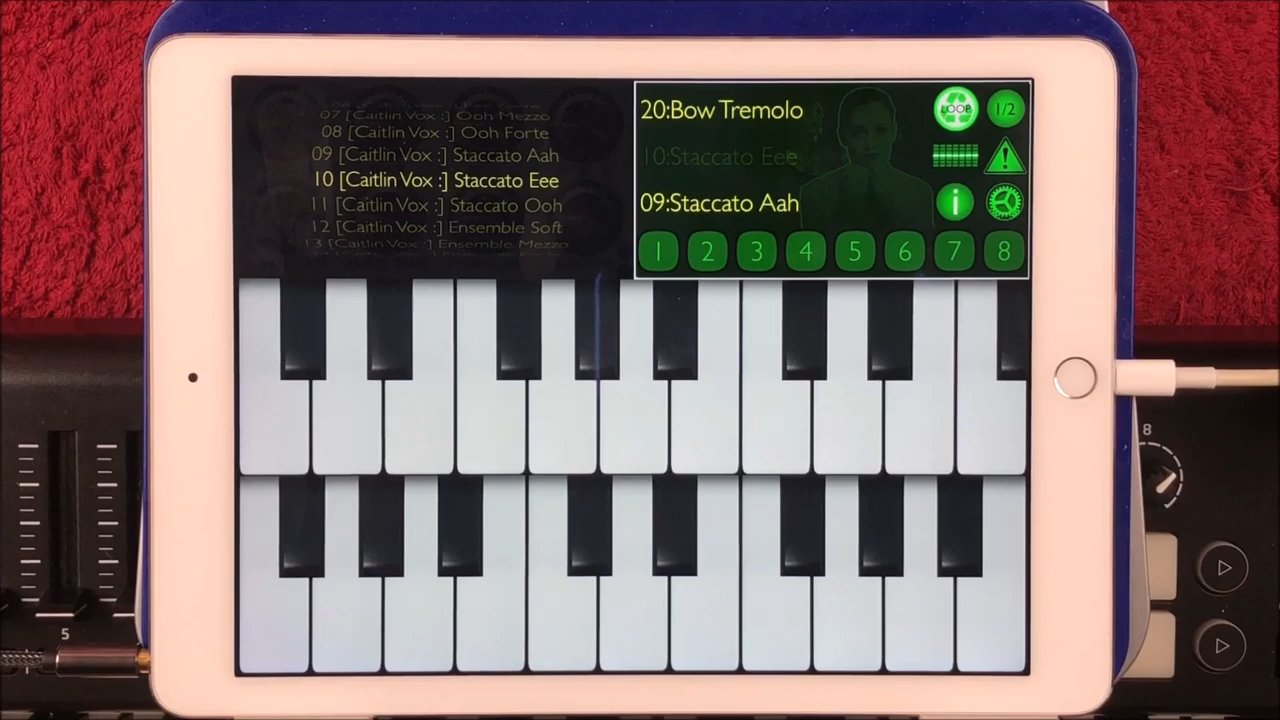 07 [Caitlin Vox :] Ooh Mezzo
08 [Caitlin Vox :] Ooh Forte
09 [Caitlin Vox :] Staccato Aah
10 [Caitlin Vox :] Staccato Eee
11 [Caitlin Vox :] Staccato Ooh
12 [Caitlin Vox :] Ensemble Soft
13 [Caitlin Vox :] Ensemble Mezzo
20:Bow Tremolo
LOOP
1/2
10:Staccato Eee
!
09:Staccato Aah
i
1 2 3 4 5 6 7 8
8
5